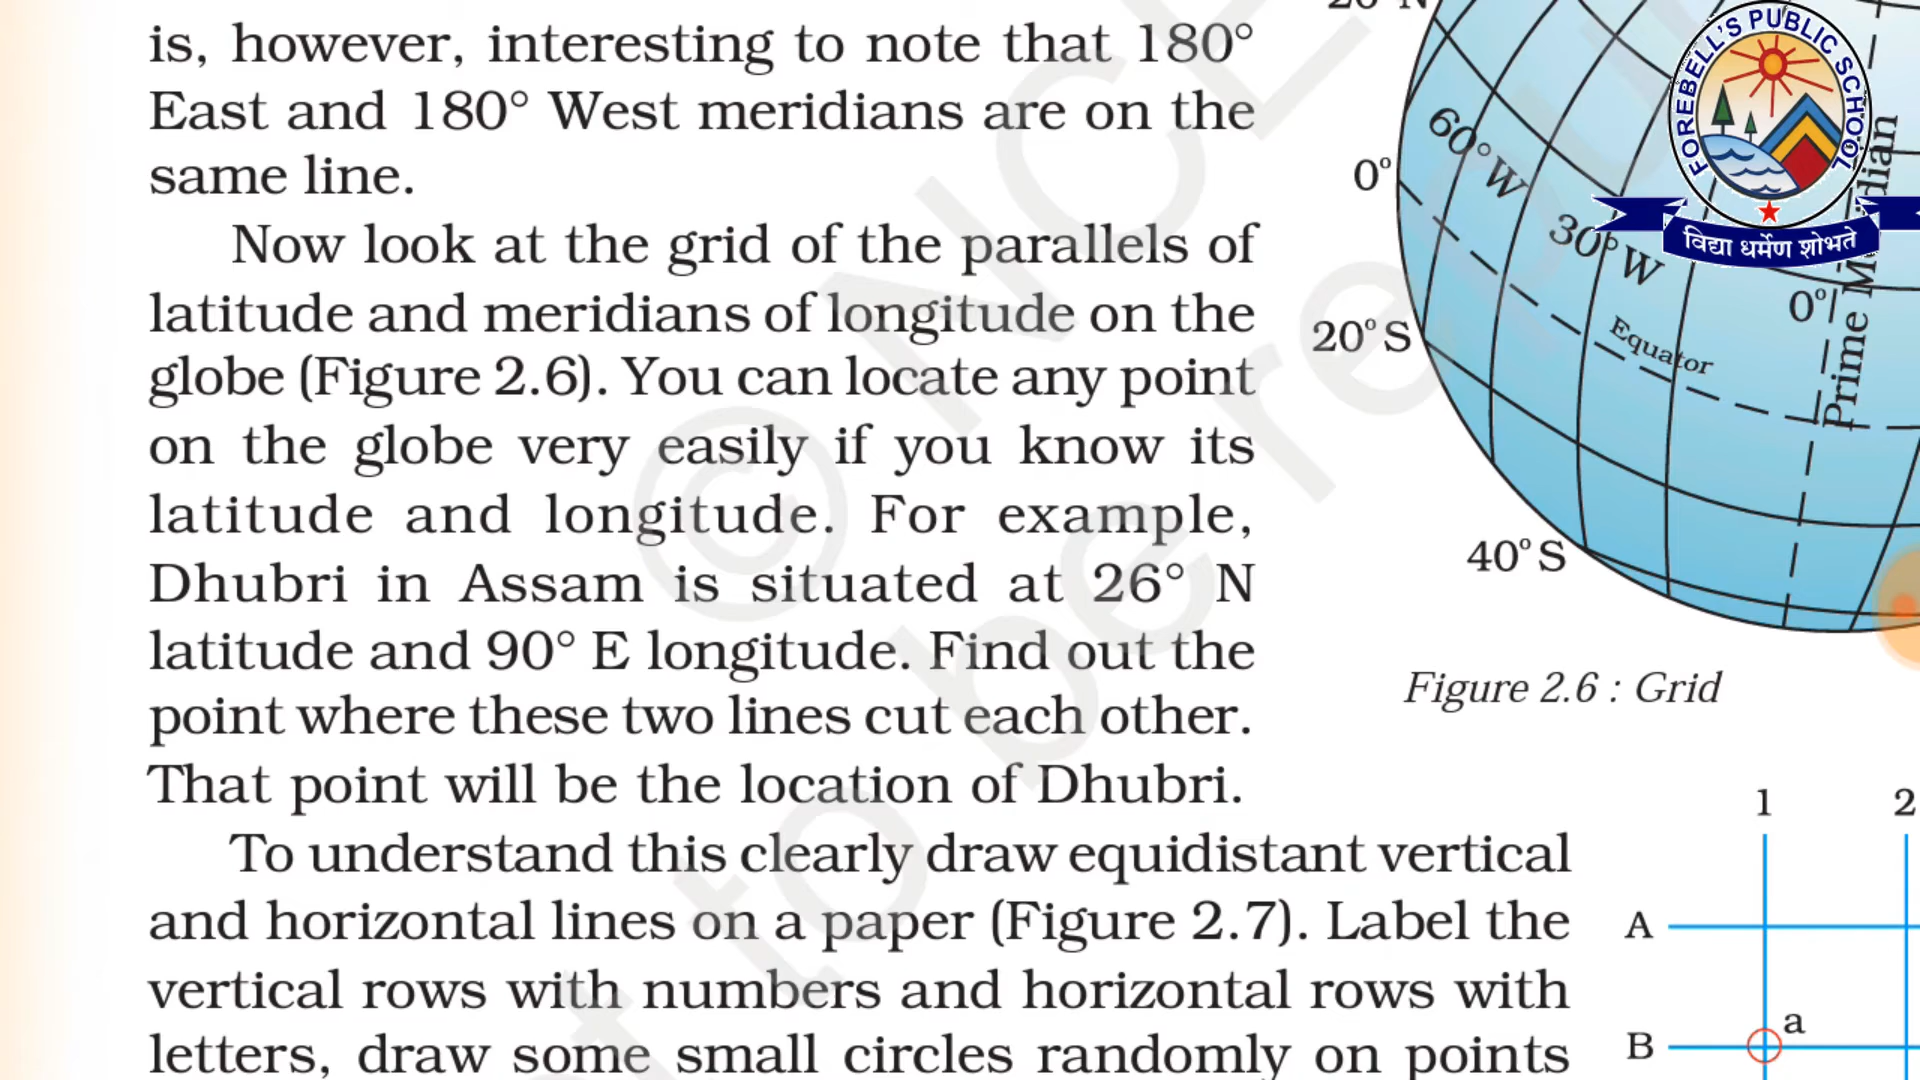 is, however, interesting to note that 180°
East and 180° West meridians are on the
same line.
Now look at the grid of the parallels of
latitude and meridians of longitude on the
globe (Figure 2.6). You can locate any point
on the globe very easily if you know its
latitude and longitude. For example,
Dhubri in Assam is situated at 26° N
latitude and 90° E longitude. Find out the
point where these two lines cut each other.
That point will be the location of Dhubri.
To understand this clearly draw equidistant vertical
and horizontal lines on a paper (Figure 2.7). Label the
vertical rows with numbers and horizontal rows with
letters, draw some small circles randomly on points
0°
20° S
40° S
60° W
30° W
0°
Equator
Prime Meridian
Figure 2.6 : Grid
1 2
A
B
a
FOREBELL'S PUBLIC SCHOOL
विद्या धर्मेण शोभते
to be re